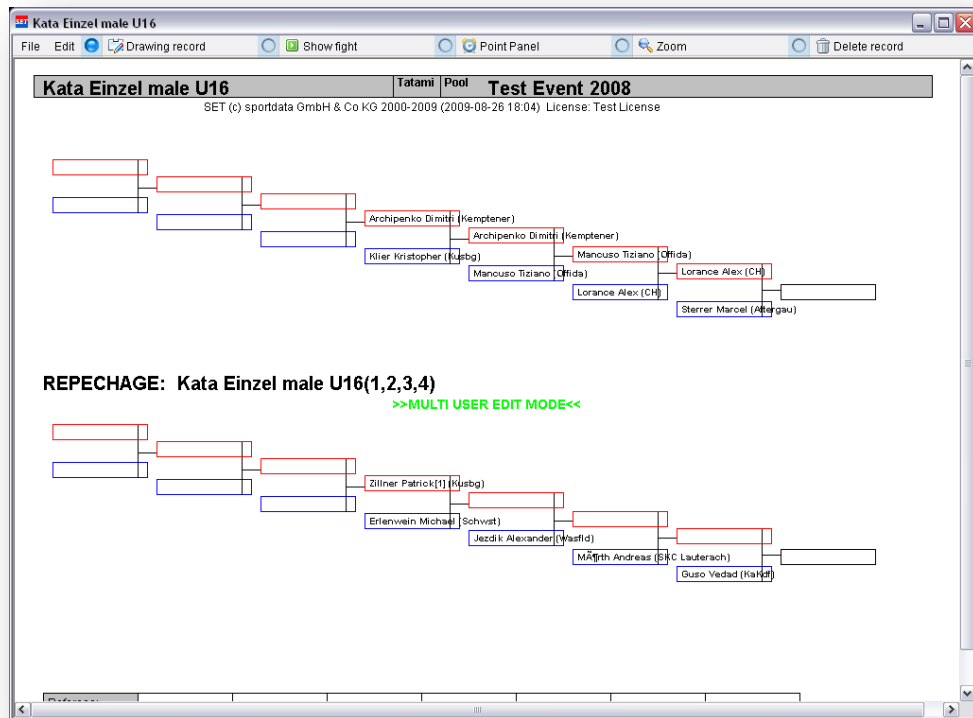 SET Kata Einzel male U16
File Edit Drawing record Show fight Point Panel Zoom Delete record
Kata Einzel male U16 Tatami Pool Test Event 2008
SET (c) sportdata GmbH & Co KG 2000-2009 (2009-08-26 18:04) License: Test License
Archipenko Dimitri (Kemptener)
Archipenko Dimitri (Kemptener)
Klier Kristopher (Kusbg)
Mancuso Tiziano (Offida)
Mancuso Tiziano (Offida)
Lorance Alex (CH)
Lorance Alex (CH)
Sterrer Marcel (Attergau)
REPECHAGE: Kata Einzel male U16(1,2,3,4)
>>MULTI USER EDIT MODE<<
Zillner Patrick[1] (Kusbg)
Erlenwein Michael (Schwst)
Jezdik Alexander (Wasfld)
MÃ¶rth Andreas (SKC Lauterach)
Guso Vedad (KaKdf)